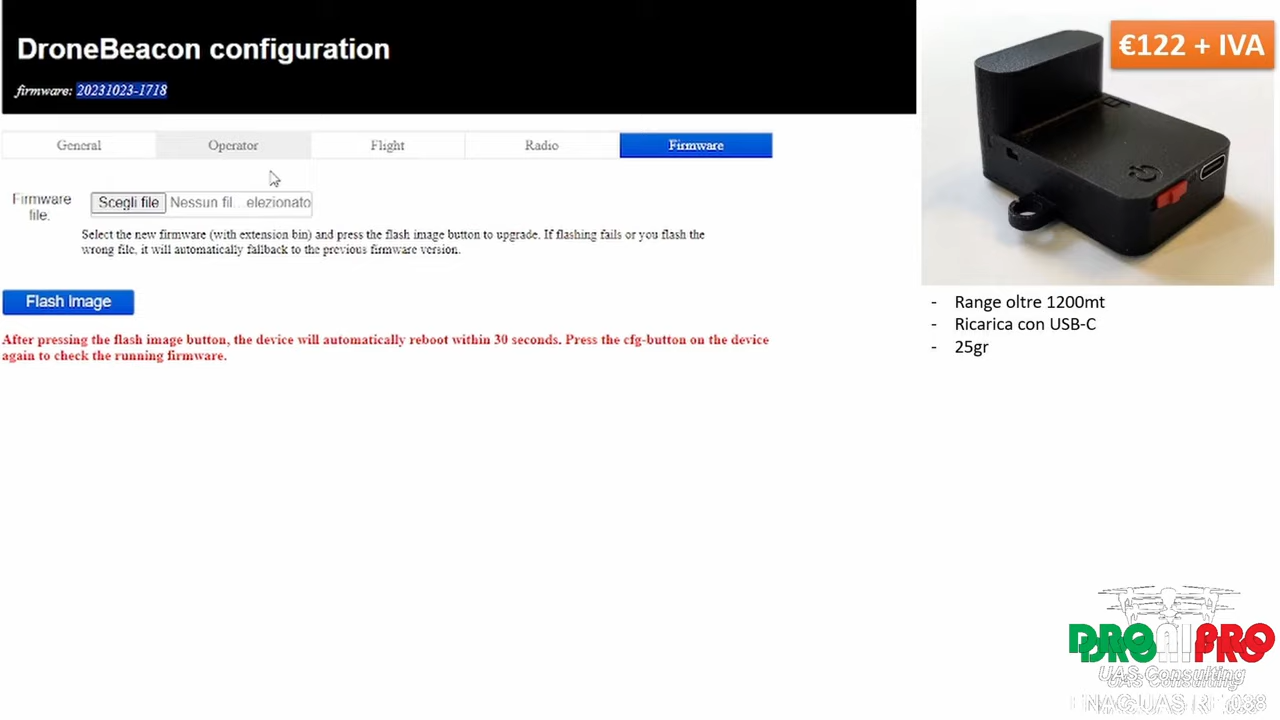 DroneBeacon configuration
firmware: 20231023-1718
General Operator Flight Radio Firmware
Firmware file.
Scegli file Nessun fil... elezionato
Select the new firmware (with extension bin) and press the flash image button to upgrade. If flashing fails or you flash the
wrong file, it will automatically fallback to the previous firmware version.
Flash Image
After pressing the flash image button, the device will automatically reboot within 30 seconds. Press the cfg-button on the device
again to check the running firmware.
€122 + IVA
- Range oltre 1200mt
- Ricarica con USB-C
- 25gr
DRONIPRO
UAS Consulting